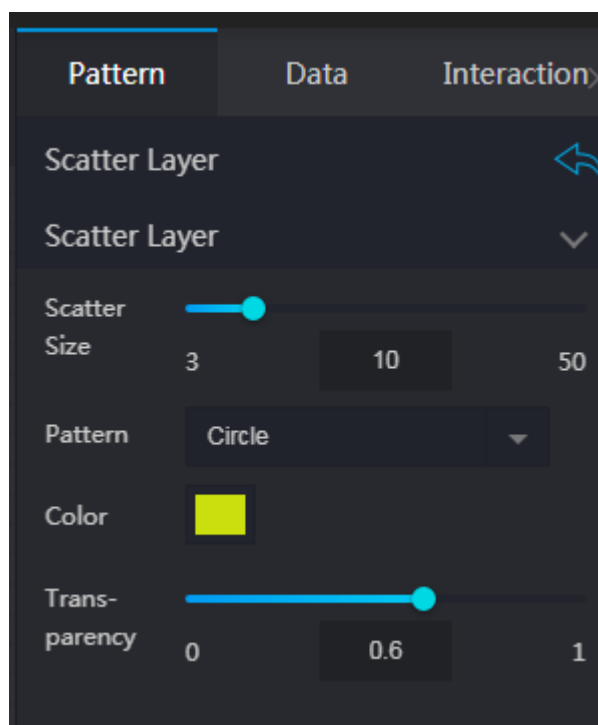 Pattern Data Interaction
Scatter Layer
Scatter Layer
Scatter
Size
3 10 50
Pattern Circle
Color
Trans-
parency
0 0.6 1